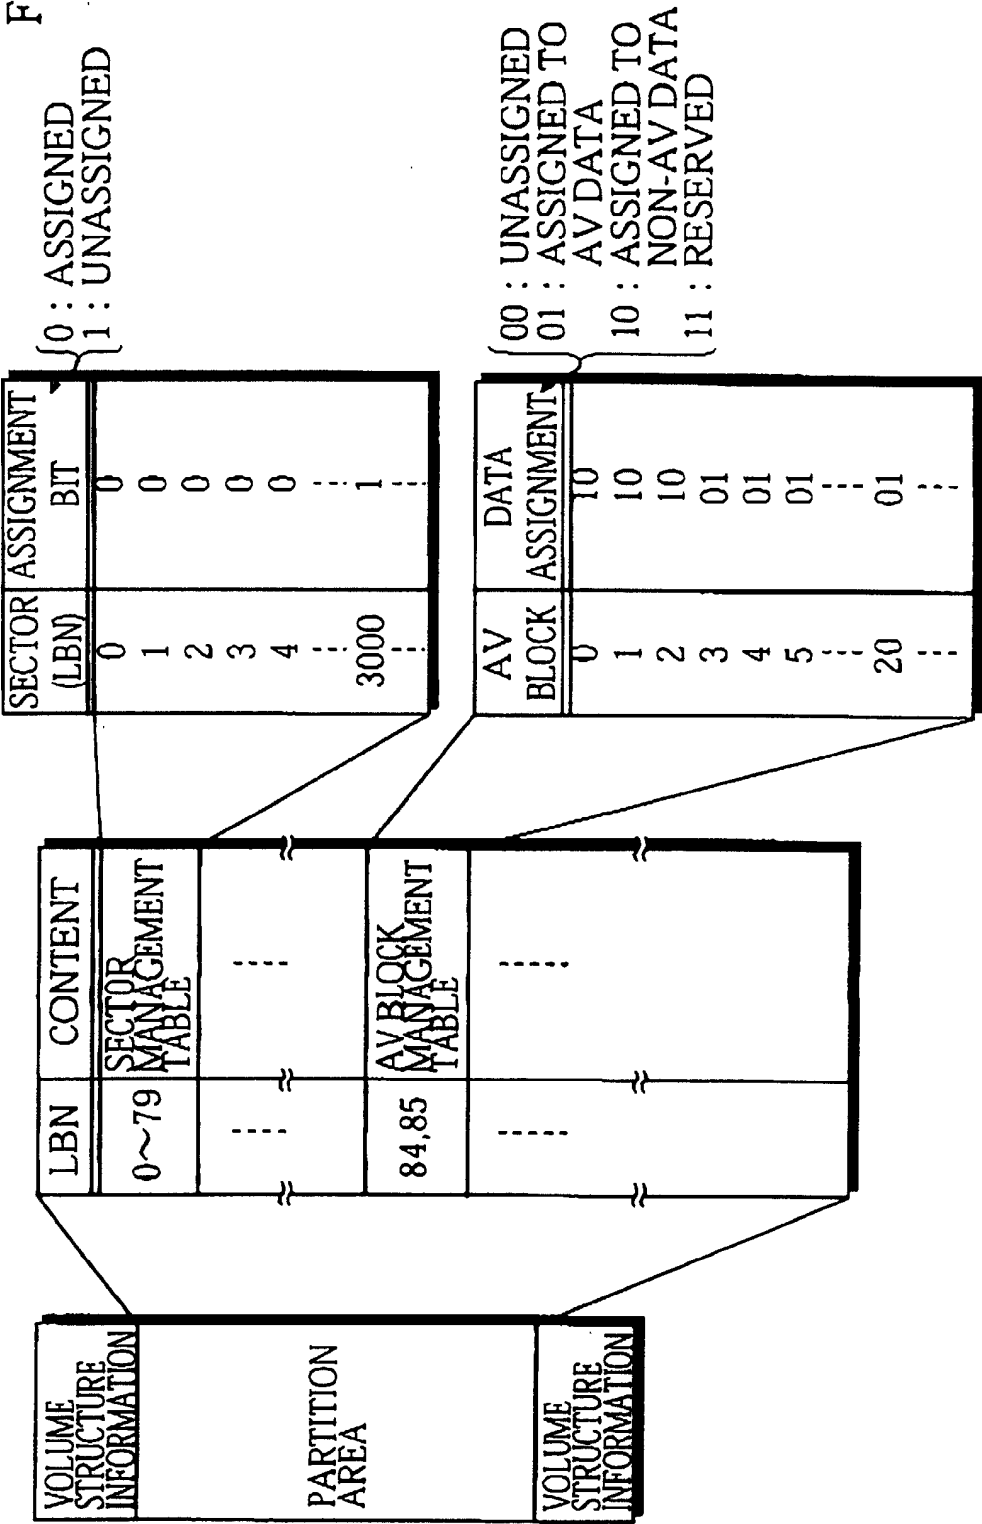 F
VOLUME
STRUCTURE
INFORMATION
PARTITION
AREA
VOLUME
STRUCTURE
INFORMATION
LBN CONTENT
0~79 SECTOR
MANAGEMENT
TABLE
84,85 AV BLOCK
MANAGEMENT
TABLE
SECTOR
(LBN) ASSIGNMENT
BIT
0 0
1 0
2 0
3 0
4 0
3000 1
0 : ASSIGNED
1 : UNASSIGNED
AV
BLOCK DATA
ASSIGNMENT
0 10
1 10
2 10
3 01
4 01
5 01
20 01
00 : UNASSIGNED
01 : ASSIGNED TO
AV DATA
10 : ASSIGNED TO
NON-AV DATA
11 : RESERVED